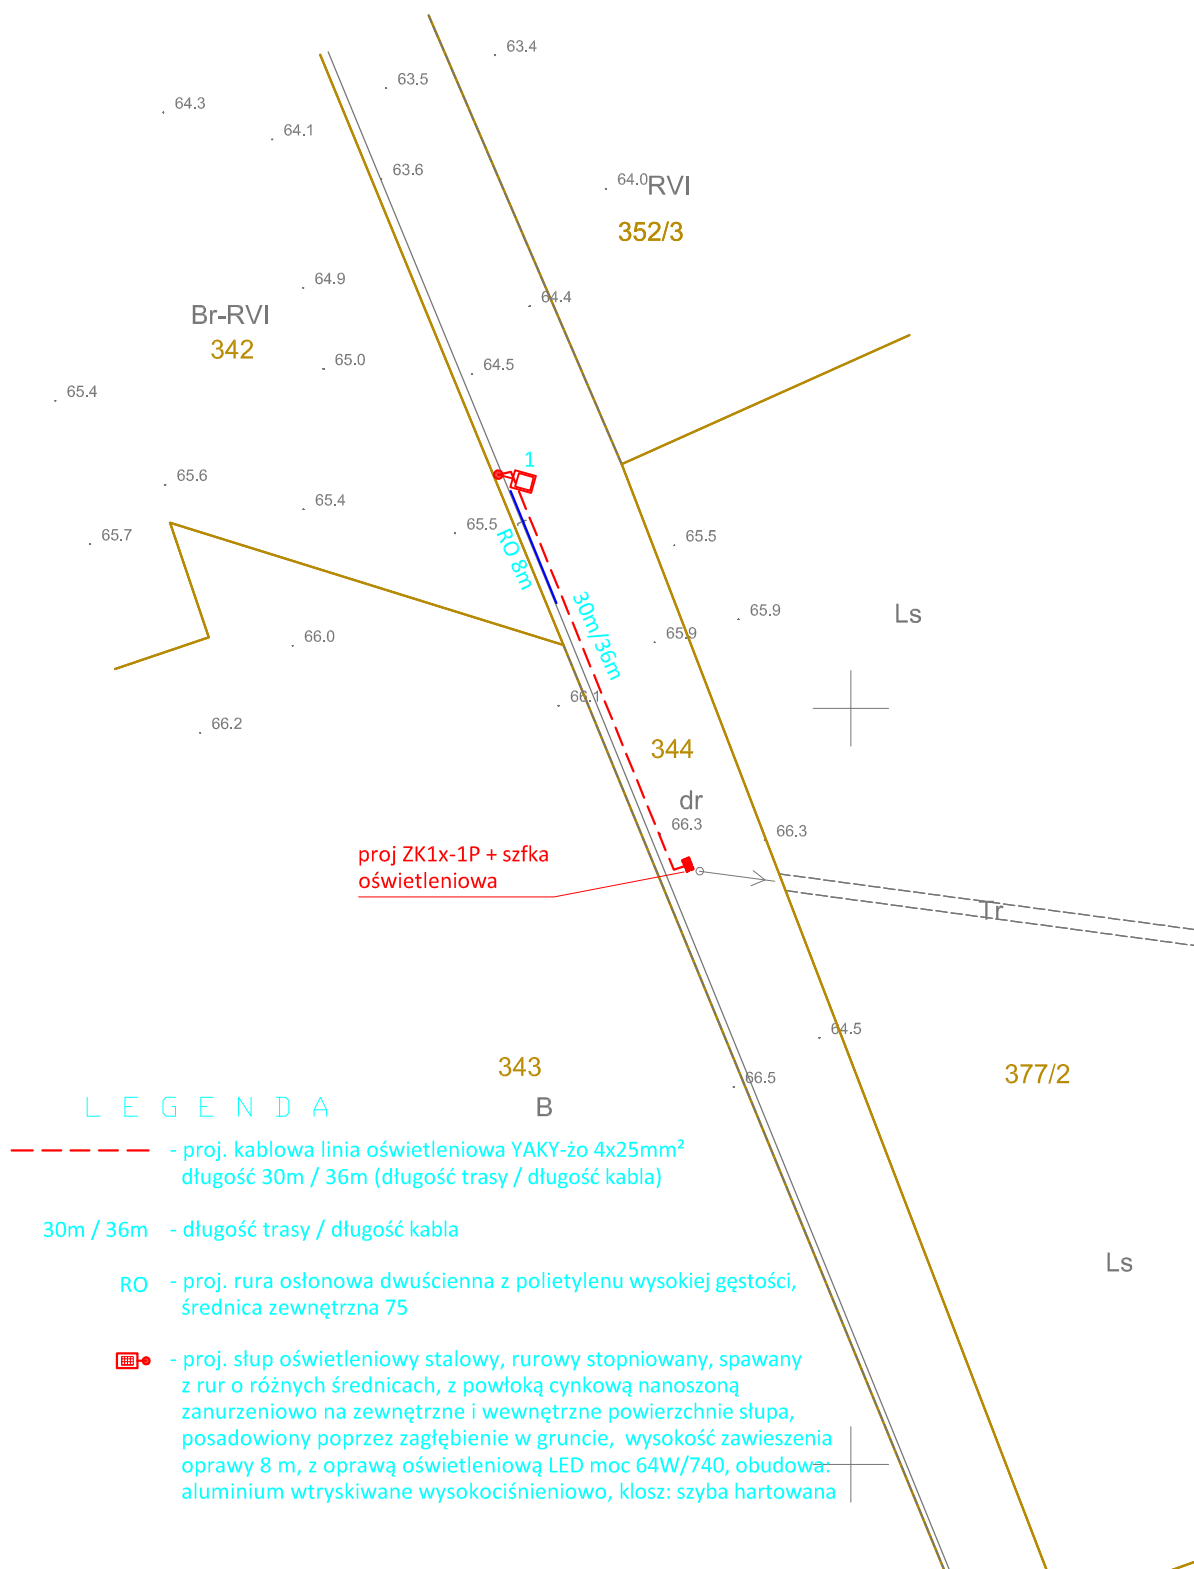 63.4
63.5
64.3
64.1
63.6
64.0
RVI
352/3
64.9
64.4
Br-RVI
342
65.0
64.5
65.4
1
65.6
65.4
65.5
65.7
65.5
RO 8m
30m/36m
65.9
Ls
66.0
65.9
66.1
66.2
344
dr
66.3
66.3
proj ZK1x-1P + szfka
oświetleniowa
Tr
64.5
343
377/2
66.5
B
L E G E N D A
- proj. kablowa linia oświetleniowa YAKY-żo 4x25mm²
długość 30m / 36m (długość trasy / długość kabla)
30m / 36m - długość trasy / długość kabla
Ls
RO - proj. rura osłonowa dwuścienna z polietylenu wysokiej gęstości,
średnica zewnętrzna 75
- proj. słup oświetleniowy stalowy, rurowy stopniowany, spawany
z rur o różnych średnicach, z powłoką cynkową nanoszoną
zanurzeniowo na zewnętrzne i wewnętrzne powierzchnie słupa,
posadowiony poprzez zagłębienie w gruncie, wysokość zawieszenia
oprawy 8 m, z oprawą oświetleniową LED moc 64W/740, obudowa:
aluminium wtryskiwane wysokociśnieniowo, klosz: szyba hartowana